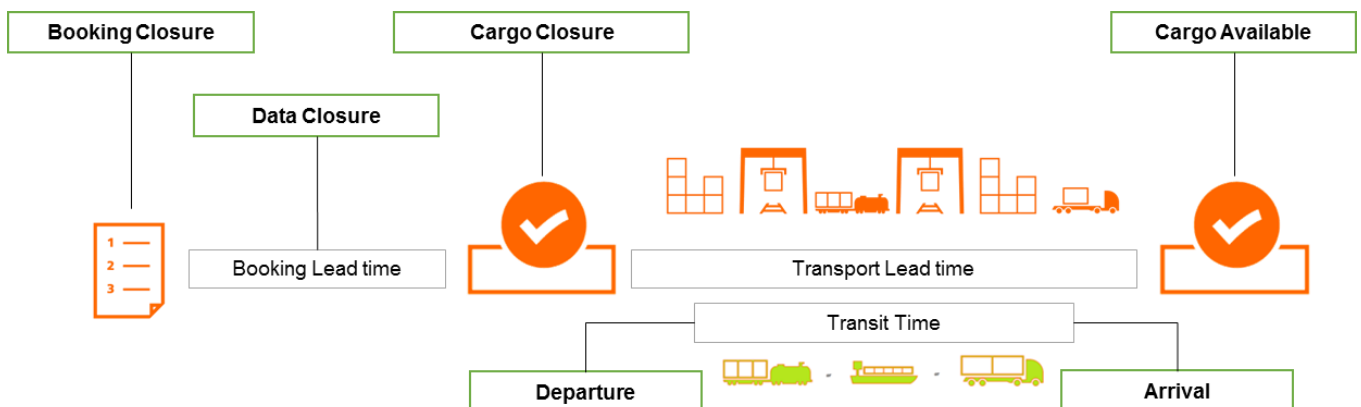 Booking Closure
Cargo Closure
Cargo Available
Data Closure
1
2
3
Booking Lead time
Transport Lead time
Transit Time
Departure
Arrival